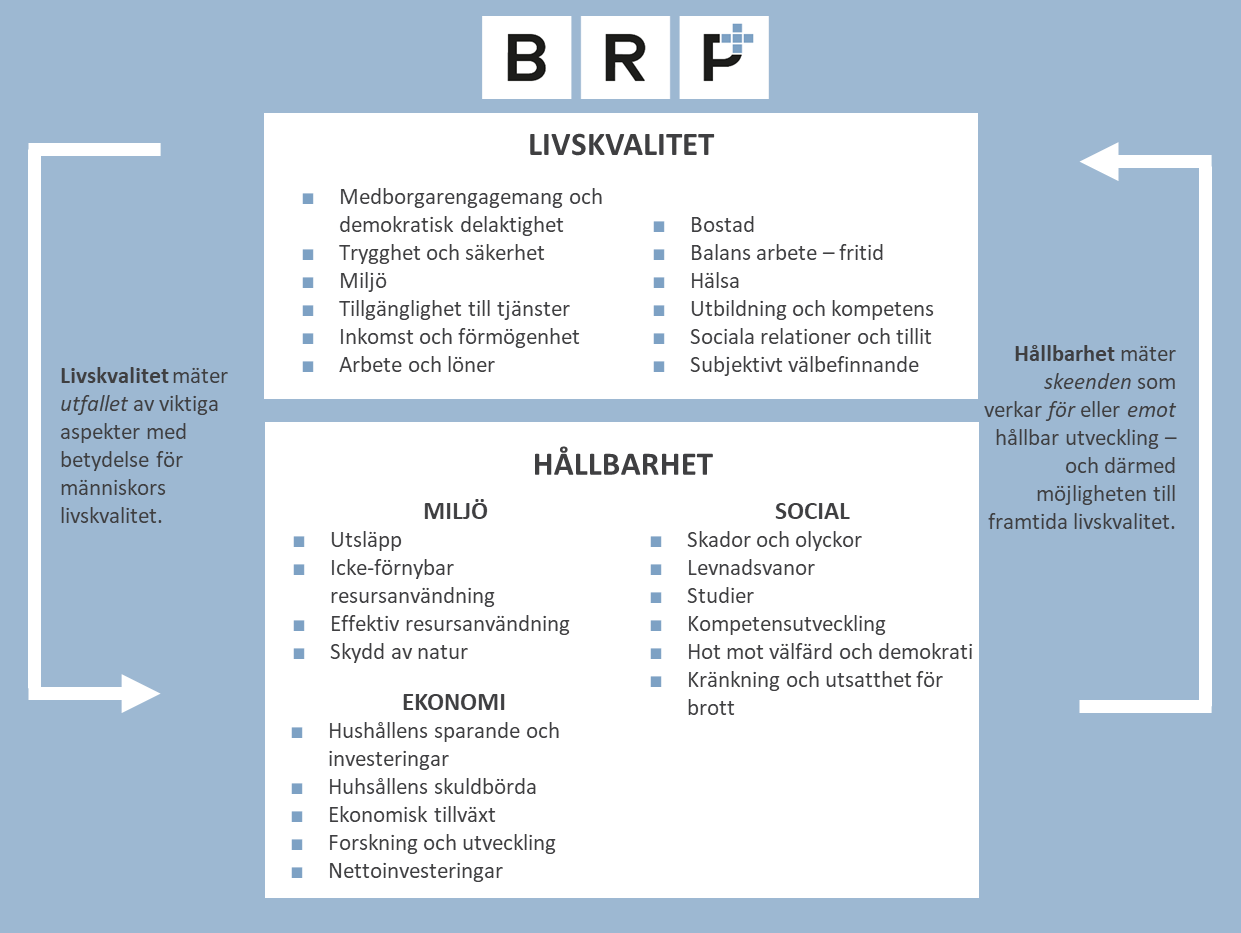 BRP+
LIVSKVALITET
Medborgarengagemang och
demokratisk delaktighet
Trygghet och säkerhet
Miljö
Tillgänglighet till tjänster
Inkomst och förmögenhet
Arbete och löner
Bostad
Balans arbete – fritid
Hälsa
Utbildning och kompetens
Sociala relationer och tillit
Subjektivt välbefinnande
Livskvalitet mäter
utfallet av viktiga
aspekter med
betydelse för
människors
livskvalitet.
Hållbarhet mäter
skeenden som
verkar för eller emot
hållbar utveckling –
och därmed
möjligheten till
framtida livskvalitet.
HÅLLBARHET
MILJÖ
Utsläpp
Icke-förnybar
resursanvändning
Effektiv resursanvändning
Skydd av natur
EKONOMI
Hushållens sparande och
investeringar
Huhsållens skuldbörda
Ekonomisk tillväxt
Forskning och utveckling
Nettoinvesteringar
SOCIAL
Skador och olyckor
Levnadsvanor
Studier
Kompetensutveckling
Hot mot välfärd och demokrati
Kränkning och utsatthet för
brott